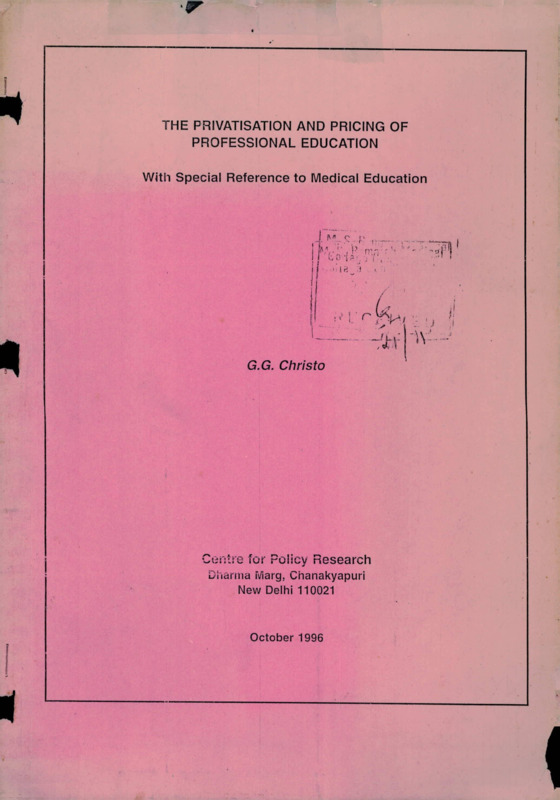 THE PRIVATISATION AND PRICING OF
PROFESSIONAL EDUCATION
With Special Reference to Medical Education
M. S.
Medical
G.G. Christo
Centre for Policy Research
Dharma Marg, Chanakyapuri
New Delhi 110021
October 1996